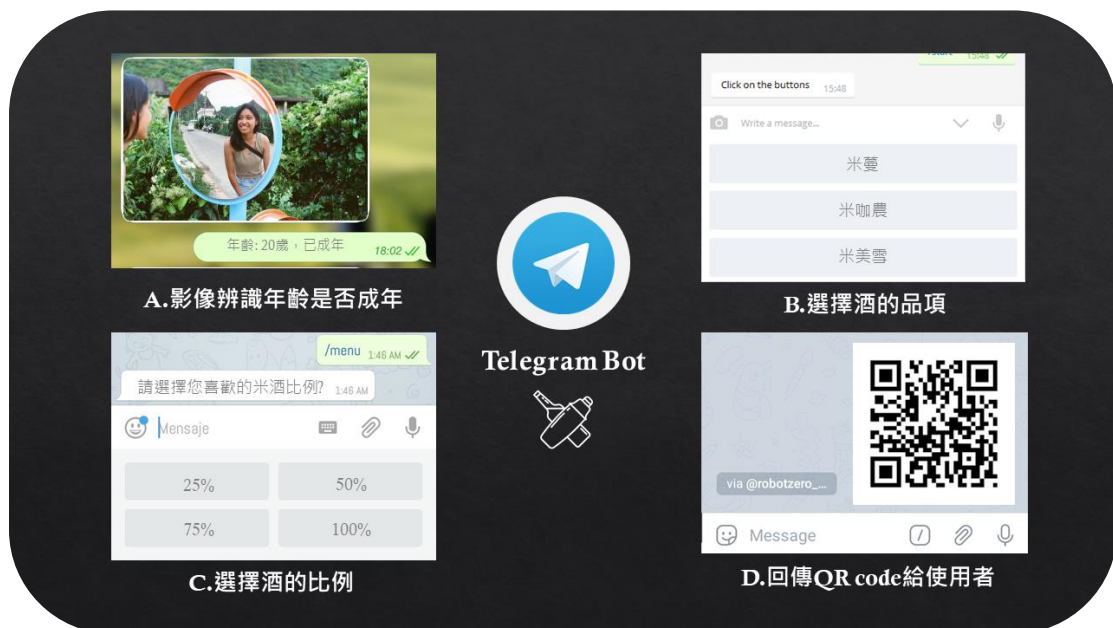 年齡: 20歲，已成年
18:02
A.影像辨識年齡是否成年
15:48
Click on the buttons 15:48
Write a message...
米蔓
米咖農
米美雪
B.選擇酒的品項
Telegram Bot
/menu 1:46 AM
請選擇您喜歡的米酒比例? 1:46 AM
Mensaje
25% 50%
75% 100%
C.選擇酒的比例
via @robotzero_...
Message
D.回傳QR code給使用者